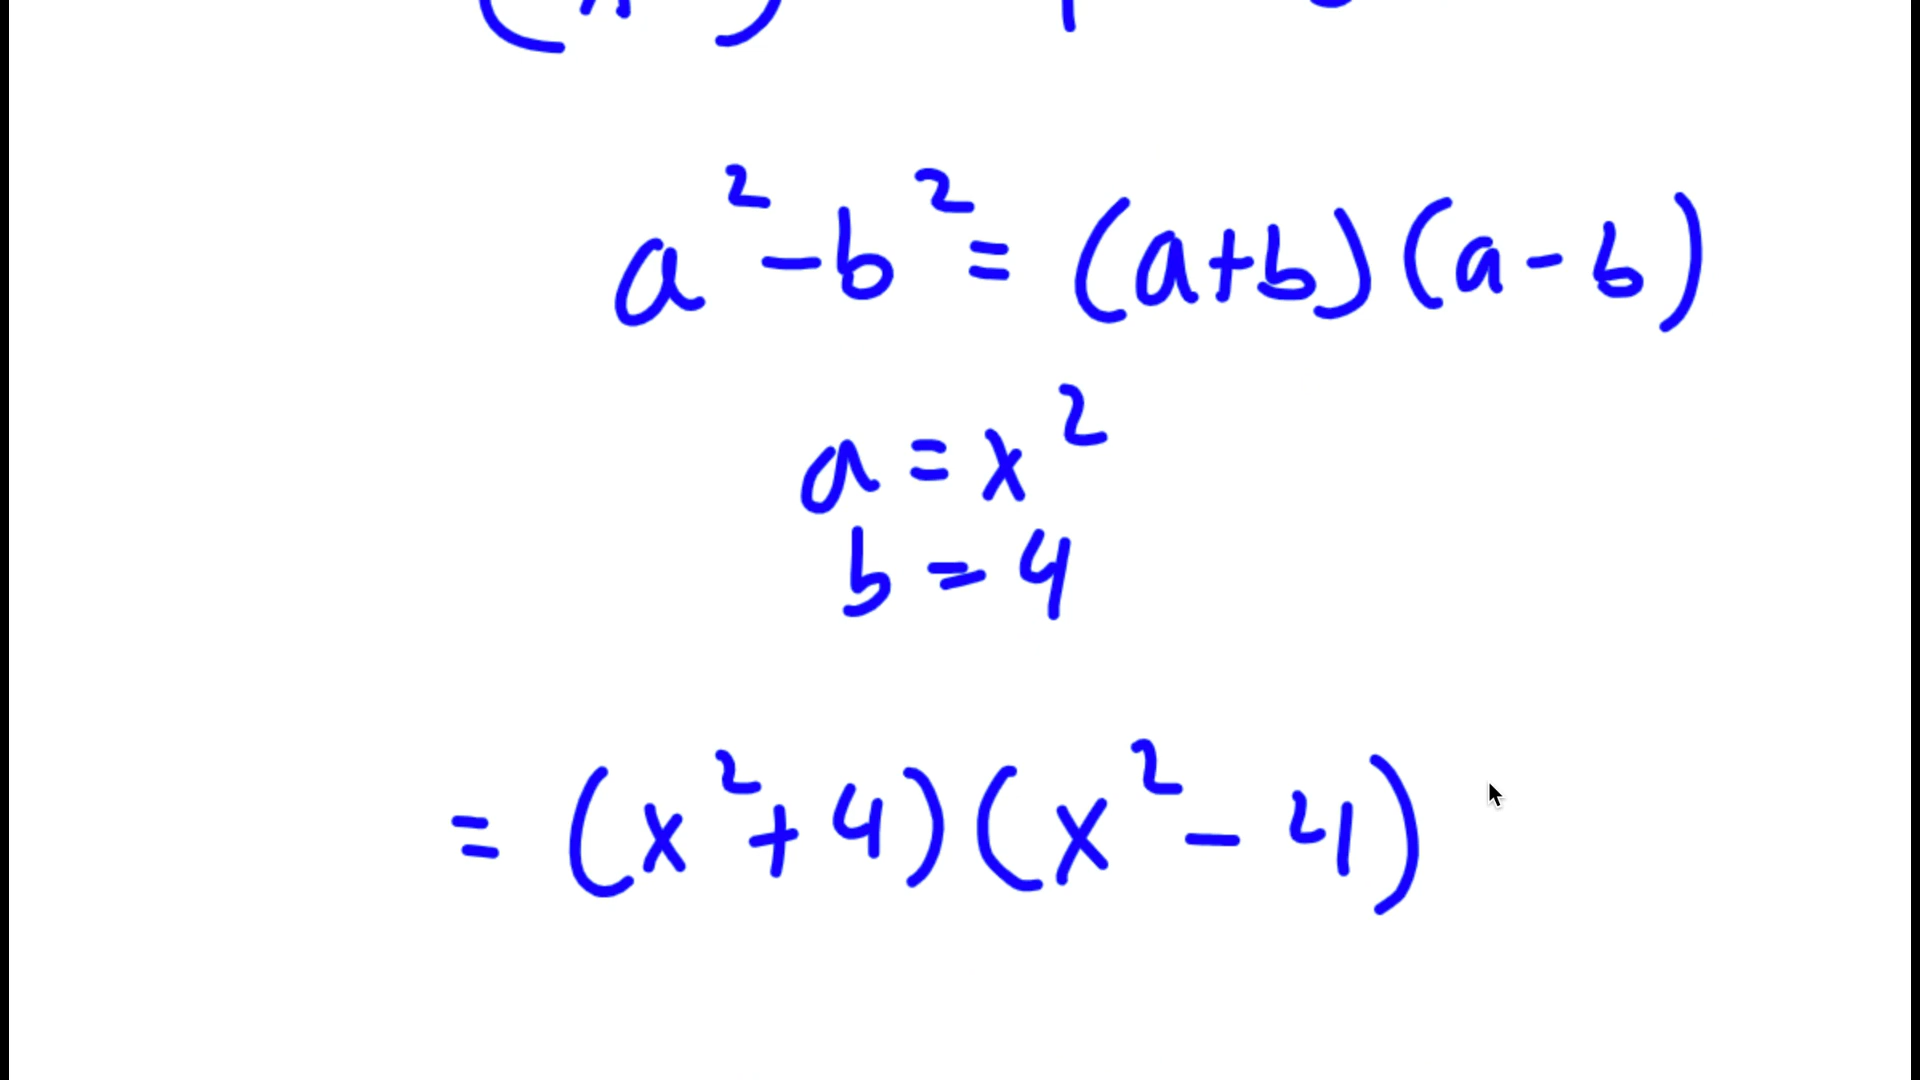 a² - b² = (a+b)(a-b)
a = x²
b = 4
= (x² + 4)(x² - 4)